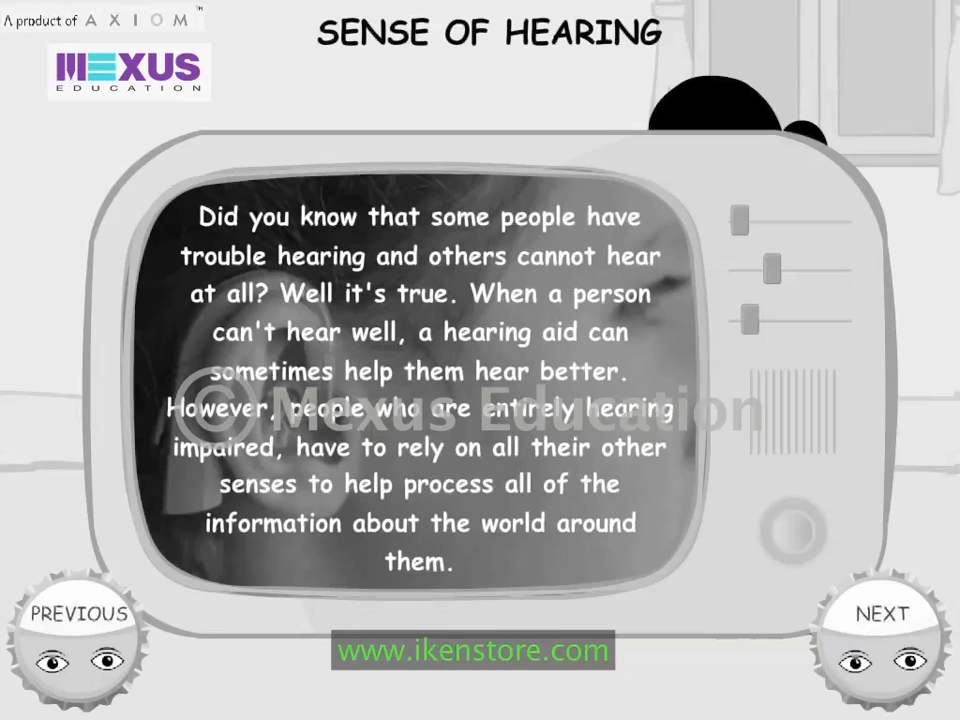 A product of A X I O M ™
MEXUS
EDUCATION
SENSE OF HEARING
Did you know that some people have
trouble hearing and others cannot hear
at all? Well it's true. When a person
can't hear well, a hearing aid can
sometimes help them hear better.
However, people who are entirely hearing
impaired, have to rely on all their other
senses to help process all of the
information about the world around
them.
© Mexus Education
PREVIOUS
NEXT
www.ikenstore.com